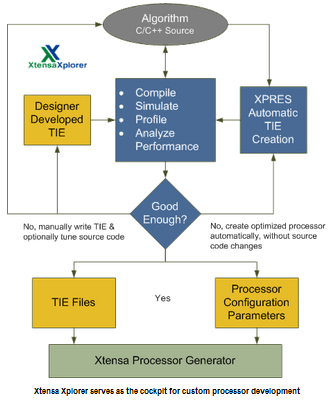 Algorithm
C/C++ Source
XtensaXplorer
Designer
Developed
TIE
• Compile
• Simulate
• Profile
• Analyze
Performance
XPRES
Automatic
TIE
Creation
Good
Enough?
No, manually write TIE &
optionally tune source code
No, create optimized processor
automatically, without source
code changes
TIE Files
Yes
Processor
Configuration
Parameters
Xtensa Processor Generator
Xtensa Xplorer serves as the cockpit for custom processor development